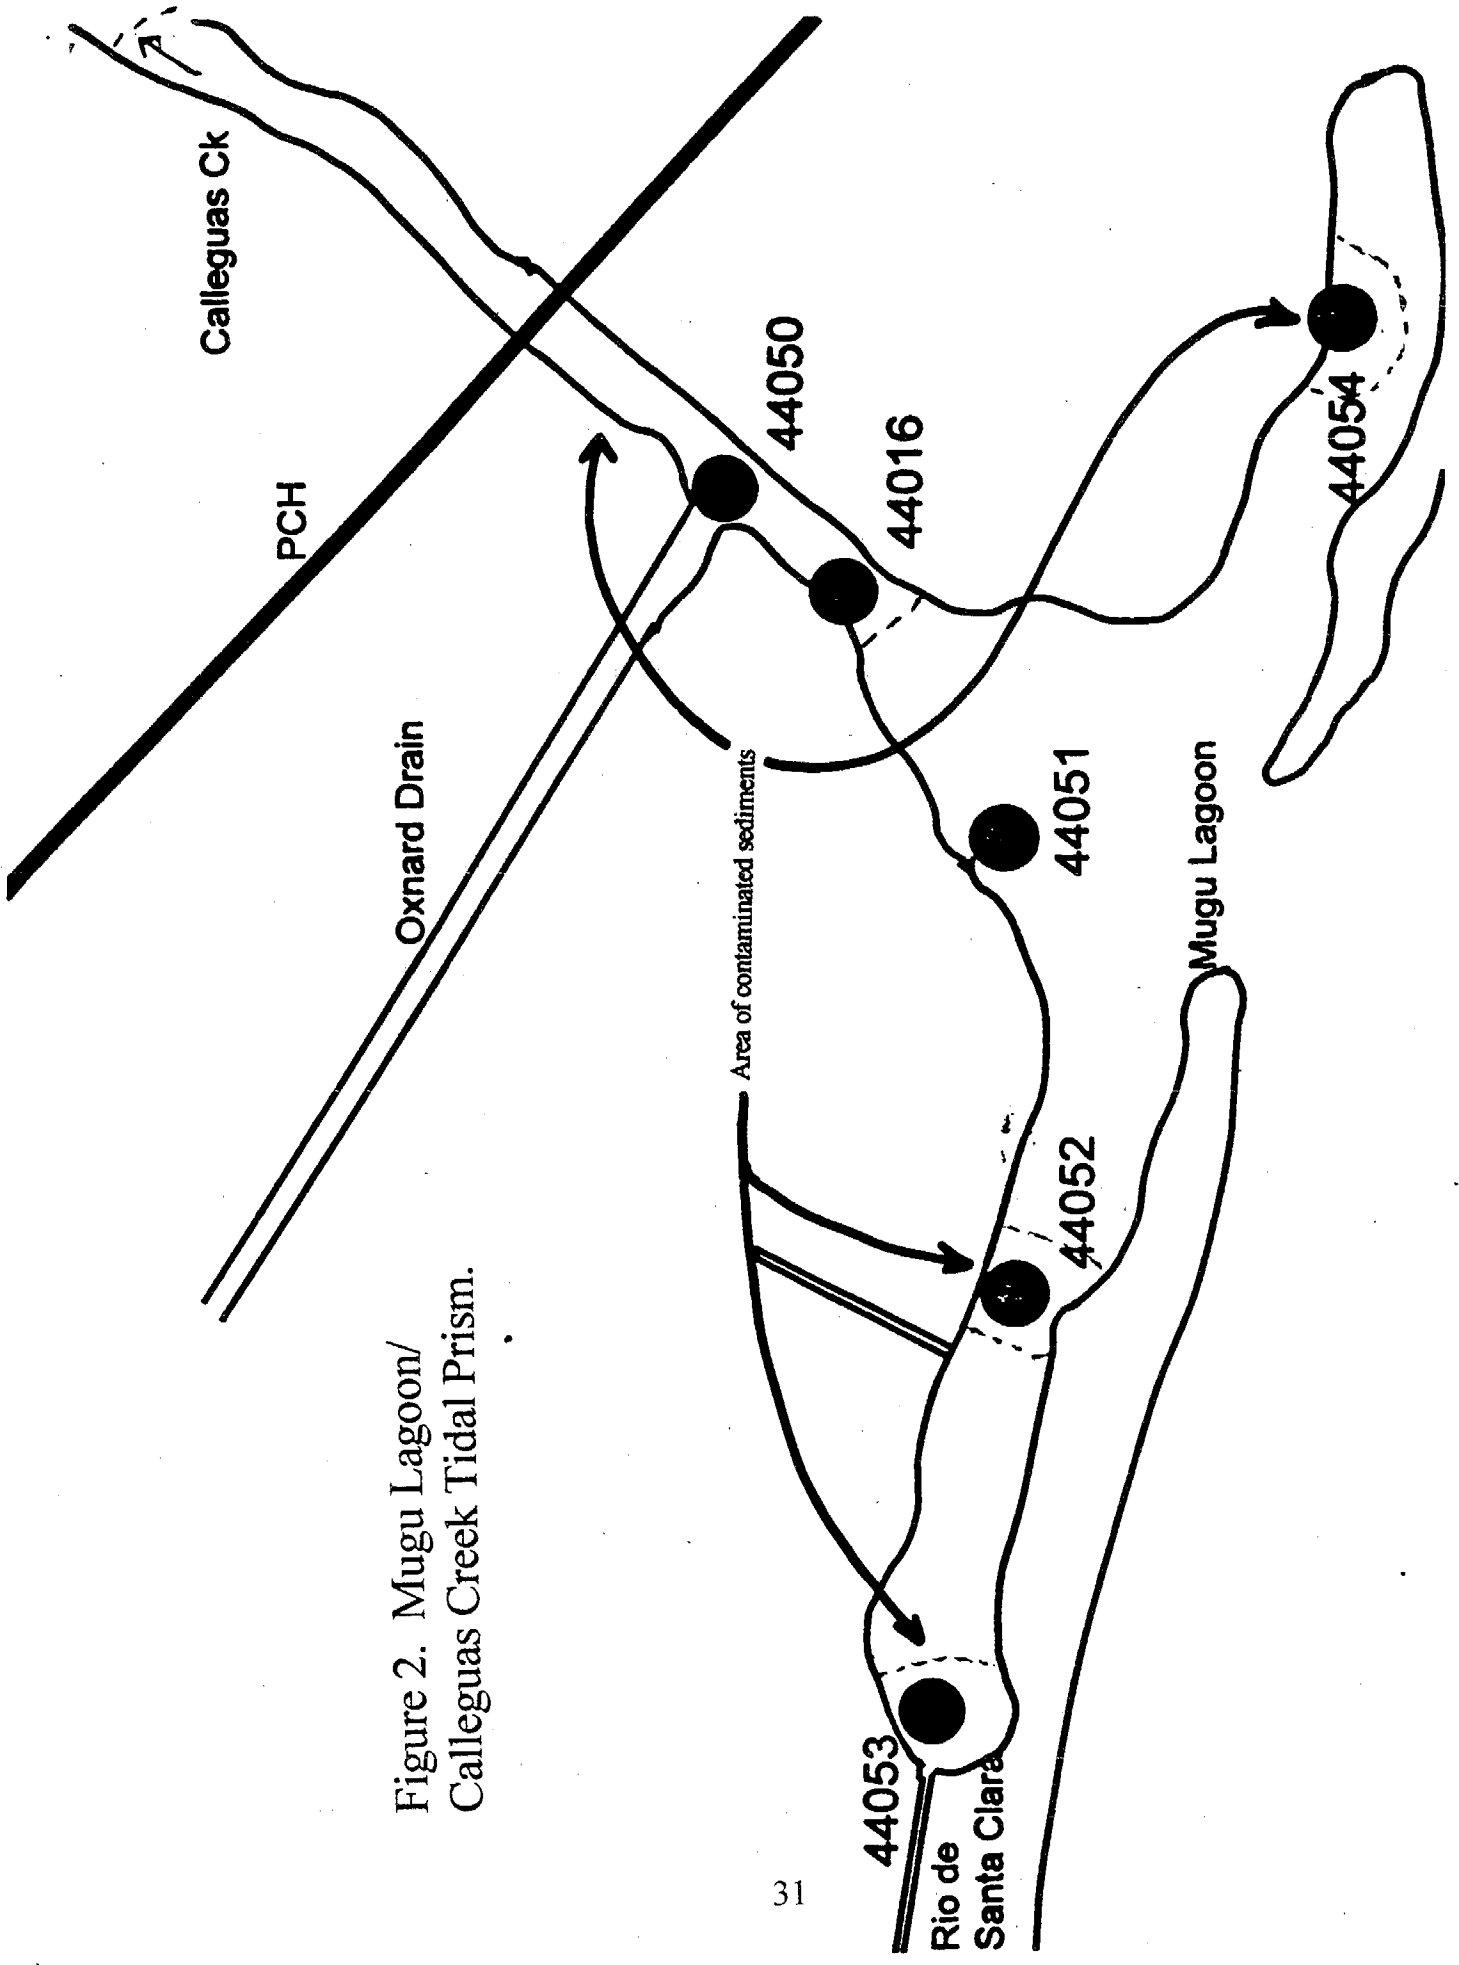 Calleguas Ck
PCH
Oxnard Drain
44050
44016
44054
Area of contaminated sediments
44051
Mugu Lagoon
44052
44053
Rio de
Santa Clara
Figure 2. Mugu Lagoon/
Calleguas Creek Tidal Prism.
31